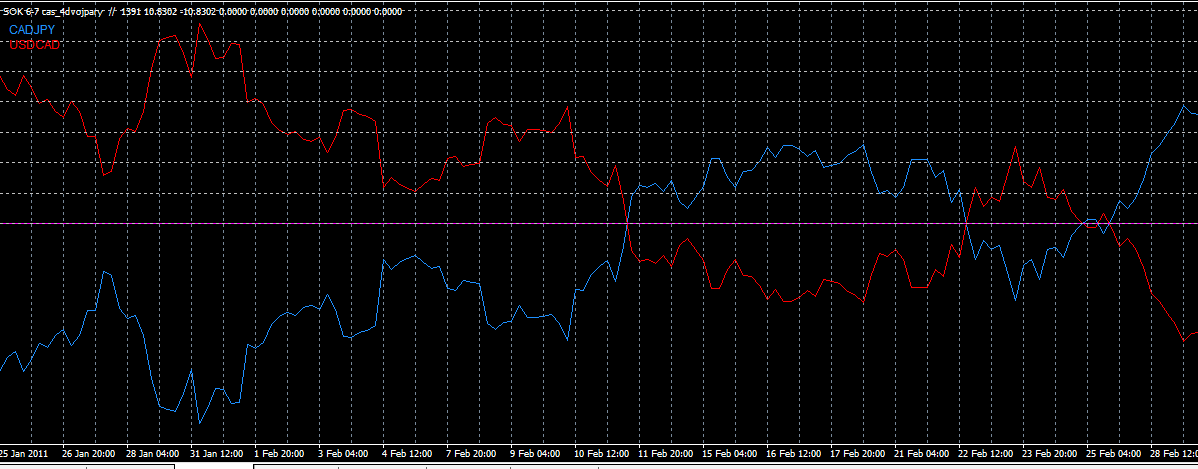 SOK 6-7 cas_4dvojpary // 1391 10.8302 -10.8302 0.0000 0.0000 0.0000 0.0000 0.0000 0.0000
CADJPY
USDCAD
25 Jan 2011 26 Jan 20:00 28 Jan 04:00 31 Jan 12:00 1 Feb 20:00 3 Feb 04:00 4 Feb 12:00 7 Feb 20:00 9 Feb 04:00 10 Feb 12:00 11 Feb 20:00 15 Feb 04:00 16 Feb 12:00 17 Feb 20:00 21 Feb 04:00 22 Feb 12:00 23 Feb 20:00 25 Feb 04:00 28 Feb 12:0